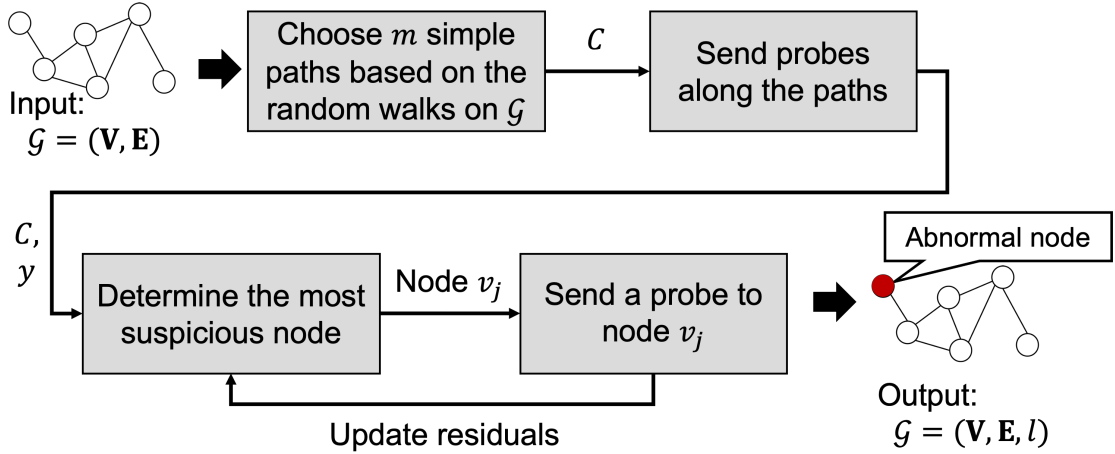 Input:
𝒢 = (V, E)
Choose m simple
paths based on the
random walks on 𝒢
C
Send probes
along the paths
C,
y
Determine the most
suspicious node
Node vⱼ
Send a probe to
node vⱼ
Update residuals
Abnormal node
Output:
𝒢 = (V, E, l)